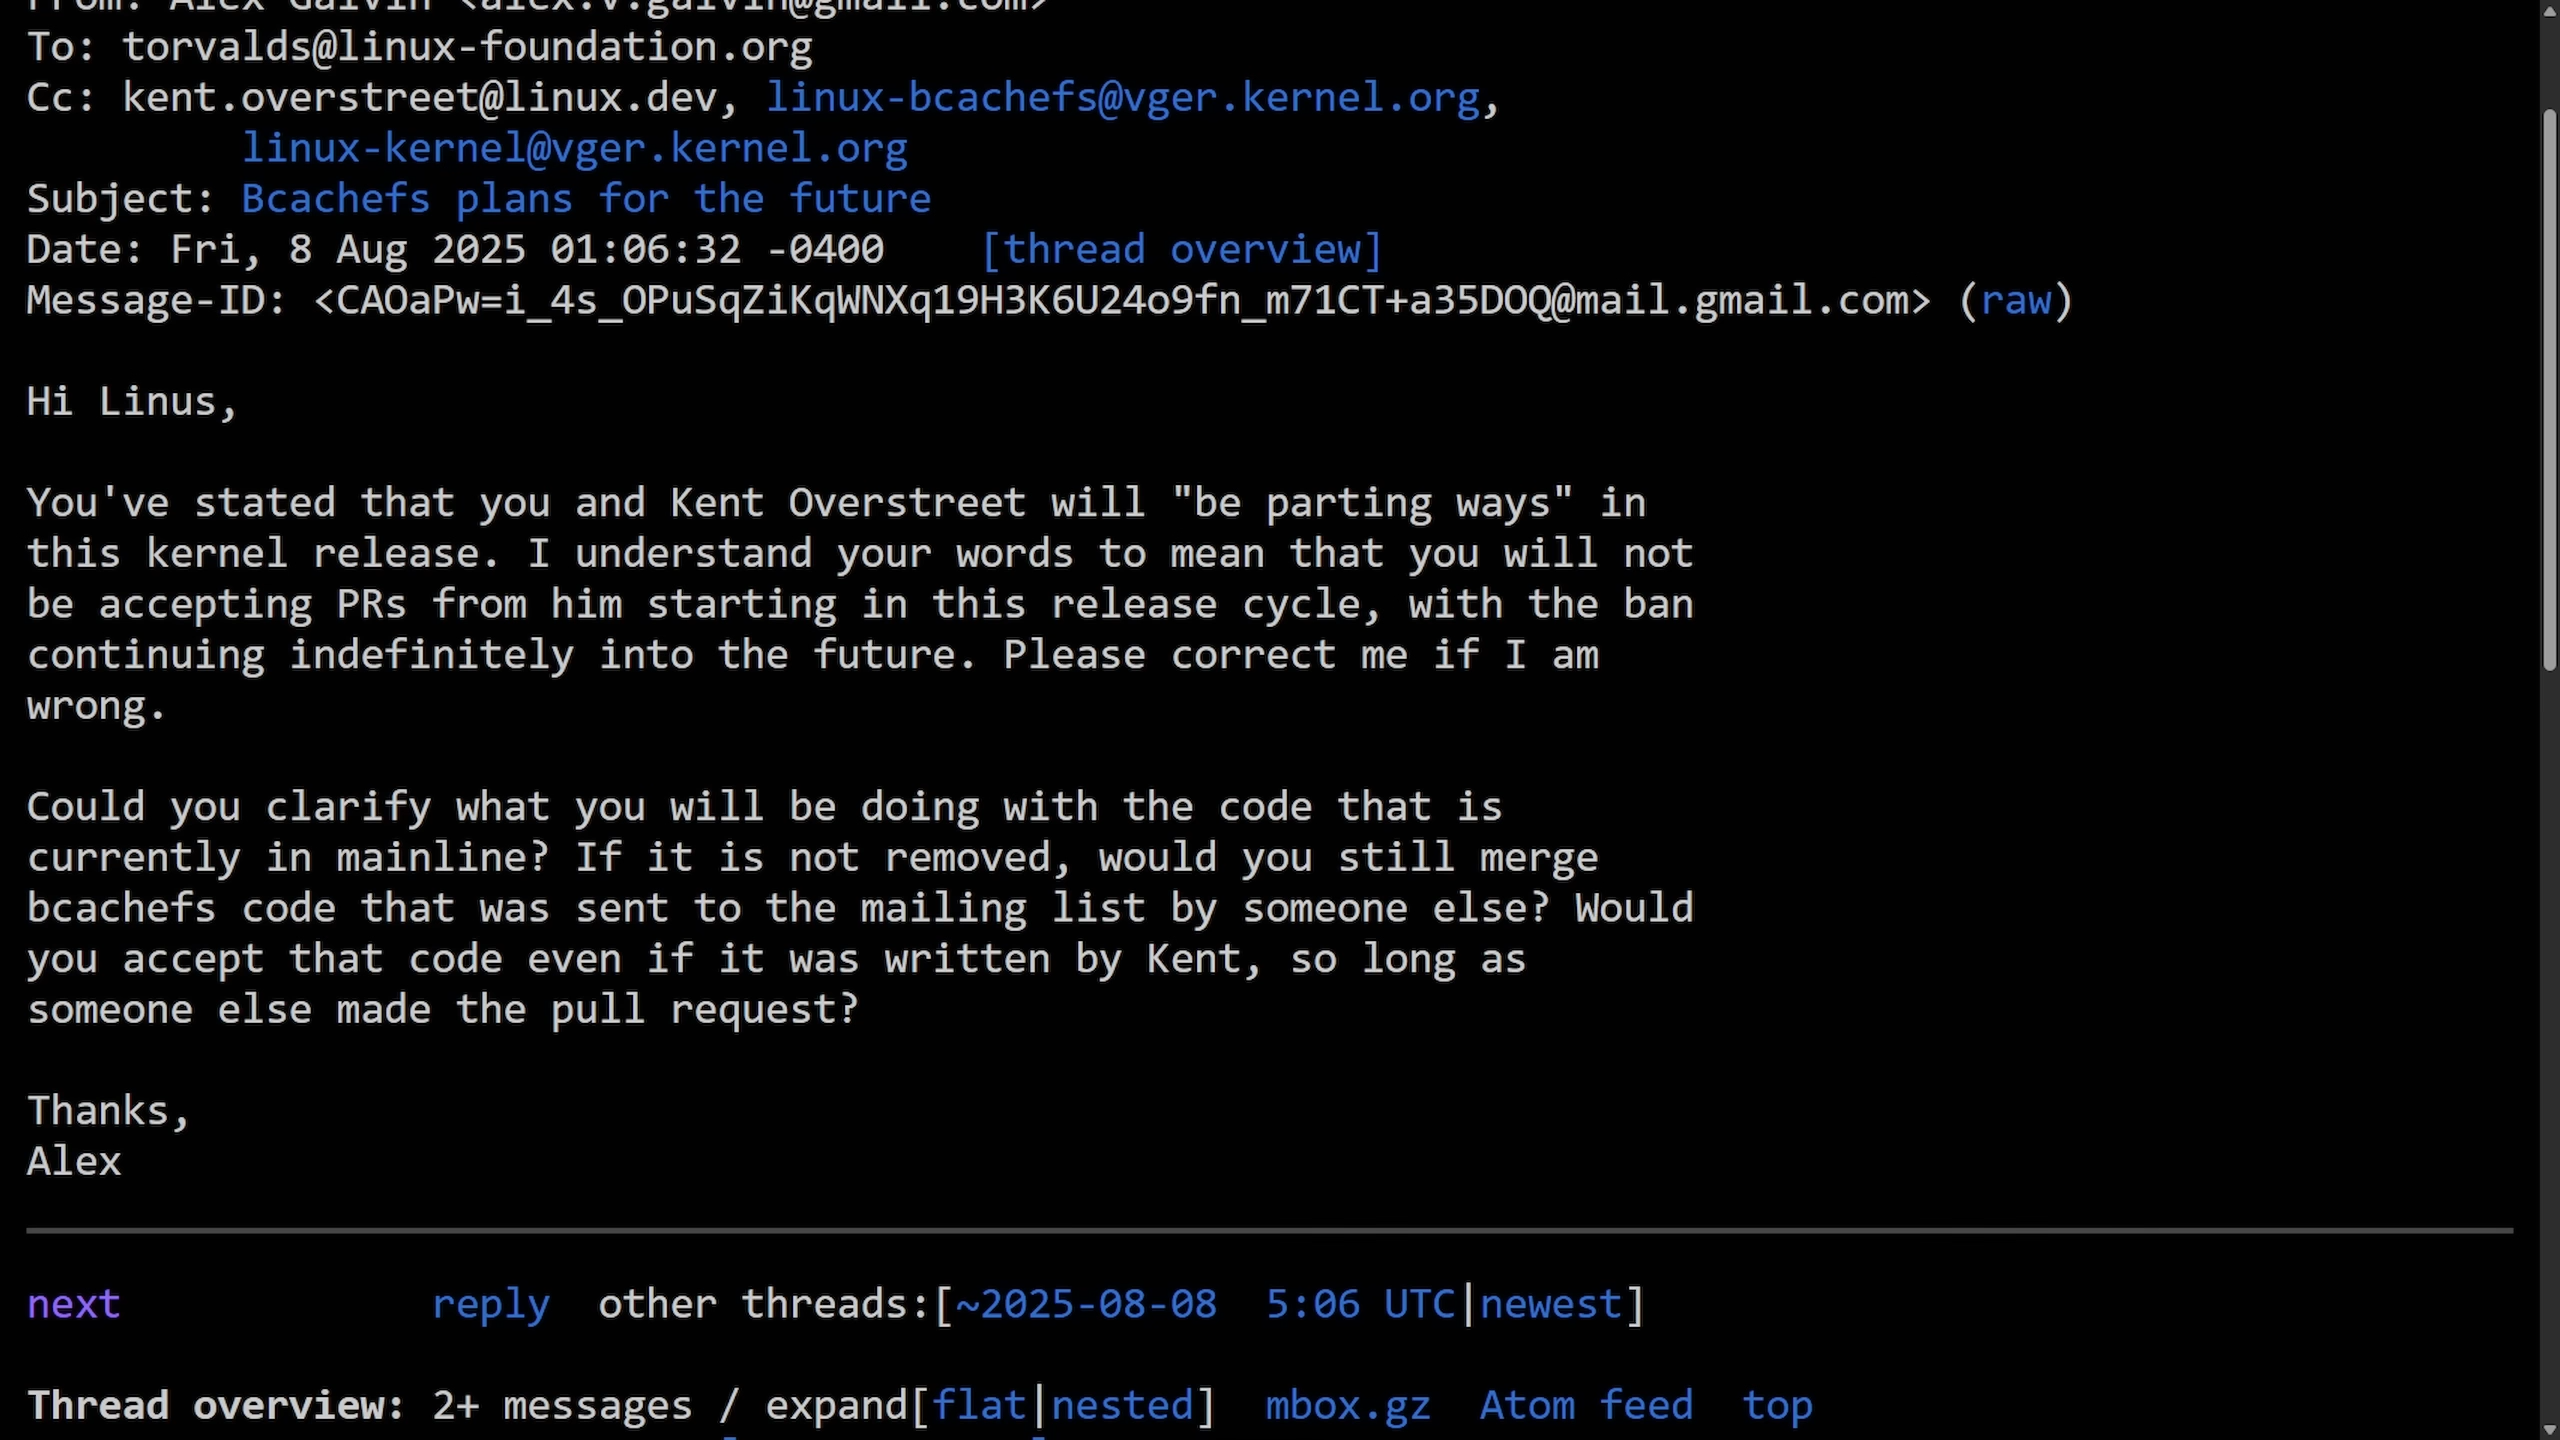 From: Alex Galvin <alex.v.galvin@gmail.com>
To: torvalds@linux-foundation.org
Cc: kent.overstreet@linux.dev, linux-bcachefs@vger.kernel.org,
linux-kernel@vger.kernel.org
Subject: Bcachefs plans for the future
Date: Fri, 8 Aug 2025 01:06:32 -0400 [thread overview]
Message-ID: <CAOaPw=i_4s_OPuSqZiKqWNXq19H3K6U24o9fn_m71CT+a35DOQ@mail.gmail.com> (raw)
Hi Linus,
You've stated that you and Kent Overstreet will "be parting ways" in
this kernel release. I understand your words to mean that you will not
be accepting PRs from him starting in this release cycle, with the ban
continuing indefinitely into the future. Please correct me if I am
wrong.
Could you clarify what you will be doing with the code that is
currently in mainline? If it is not removed, would you still merge
bcachefs code that was sent to the mailing list by someone else? Would
you accept that code even if it was written by Kent, so long as
someone else made the pull request?
Thanks,
Alex
next reply other threads:[~2025-08-08 5:06 UTC|newest]
Thread overview: 2+ messages / expand[flat|nested] mbox.gz Atom feed top